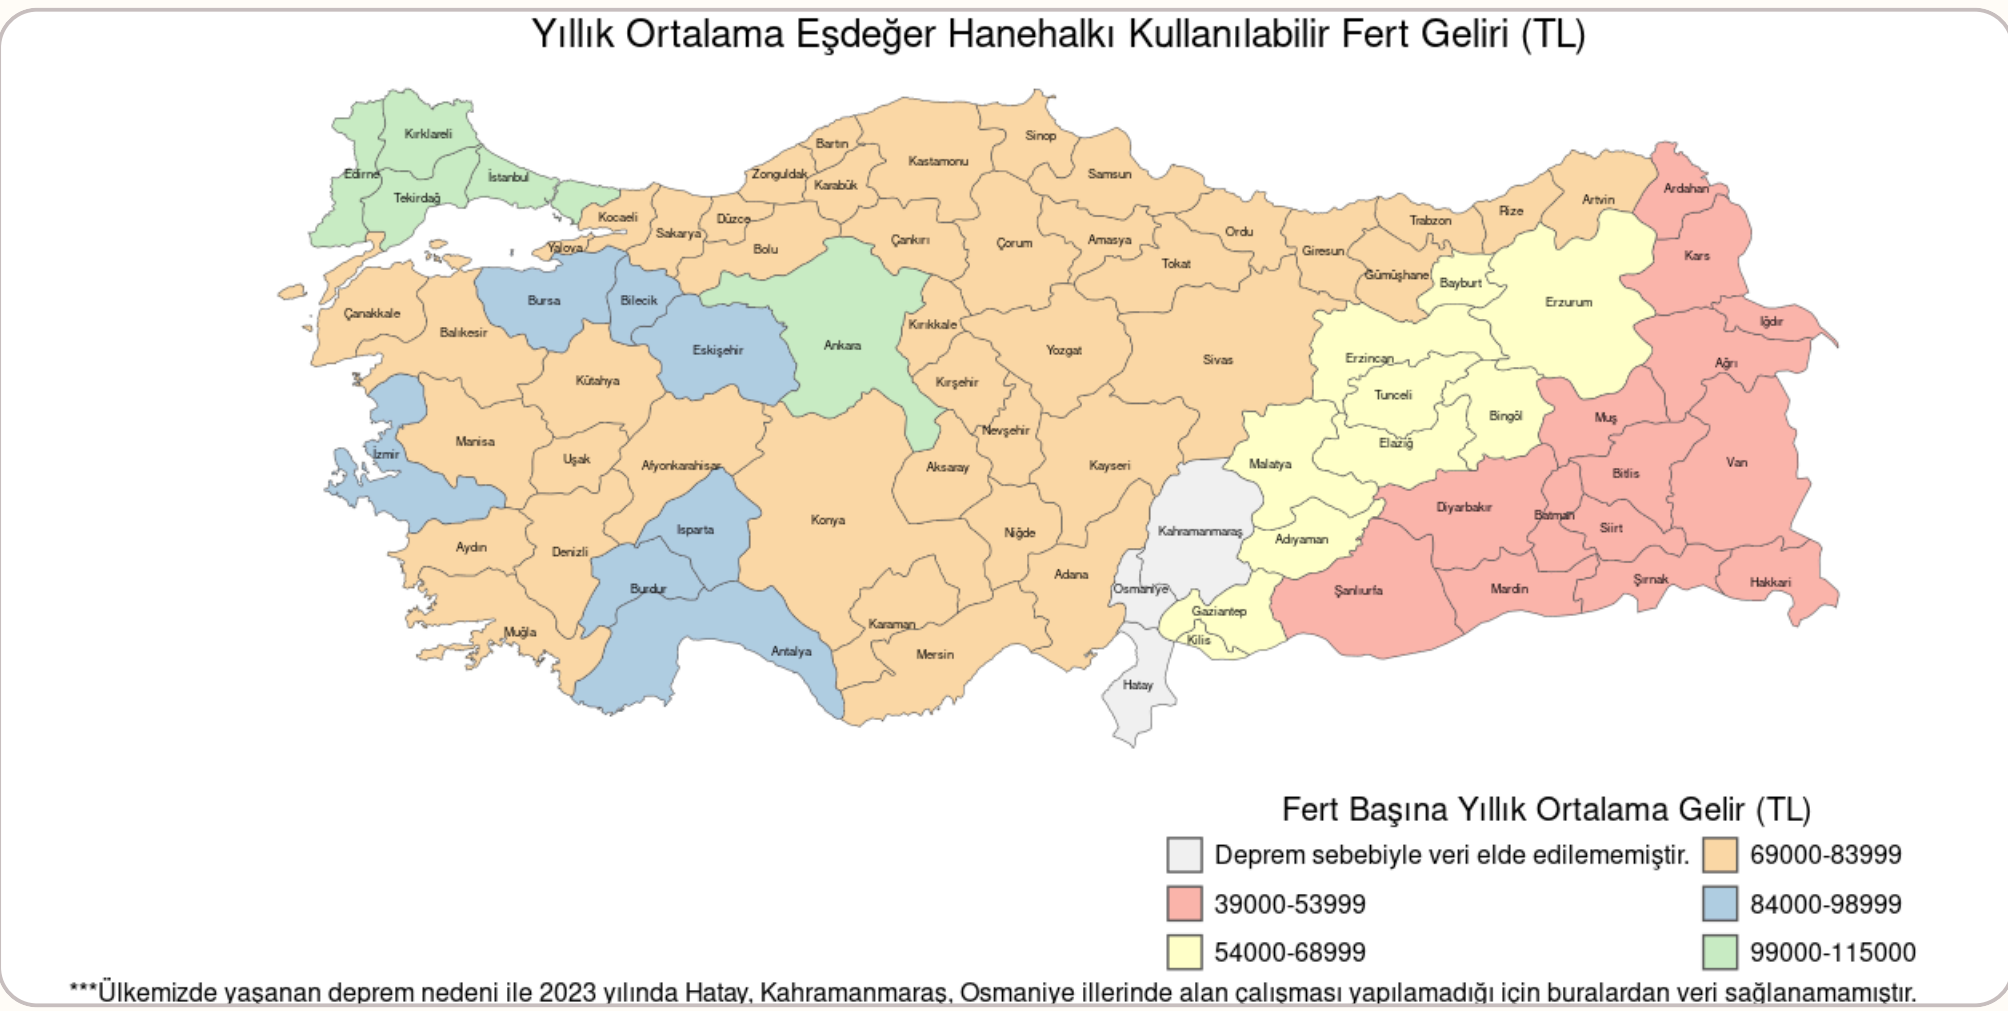 Yıllık Ortalama Eşdeğer Hanehalkı Kullanılabilir Fert Geliri (TL)
Kırklareli
Edirne
Tekirdağ
İstanbul
Kocaeli
Yalova
Sakarya
Düzce
Bolu
Zonguldak
Bartın
Karabük
Kastamonu
Sinop
Samsun
Çankırı
Çorum
Amasya
Tokat
Ordu
Giresun
Trabzon
Gümüşhane
Rize
Artvin
Ardahan
Kars
Bayburt
Erzurum
Iğdır
Ağrı
Çanakkale
Balıkesir
Bursa
Bilecik
Eskişehir
Ankara
Kırıkkale
Kırşehir
Yozgat
Sivas
Erzincan
Tunceli
Bingöl
Elazığ
Muş
Bitlis
Van
Kütahya
Manisa
İzmir
Uşak
Afyonkarahisar
Konya
Aksaray
Nevşehir
Kayseri
Malatya
Diyarbakır
Batman
Siirt
Aydın
Denizli
Isparta
Burdur
Niğde
Adana
Kahramanmaraş
Adıyaman
Osmaniye
Gaziantep
Kilis
Şanlıurfa
Mardin
Şırnak
Hakkari
Muğla
Antalya
Karaman
Mersin
Hatay
Fert Başına Yıllık Ortalama Gelir (TL)
Deprem sebebiyle veri elde edilememiştir.
39000-53999
54000-68999
69000-83999
84000-98999
99000-115000
***Ülkemizde yaşanan deprem nedeni ile 2023 yılında Hatay, Kahramanmaraş, Osmaniye illerinde alan çalışması yapılamadığı için buralardan veri sağlanamamıştır.